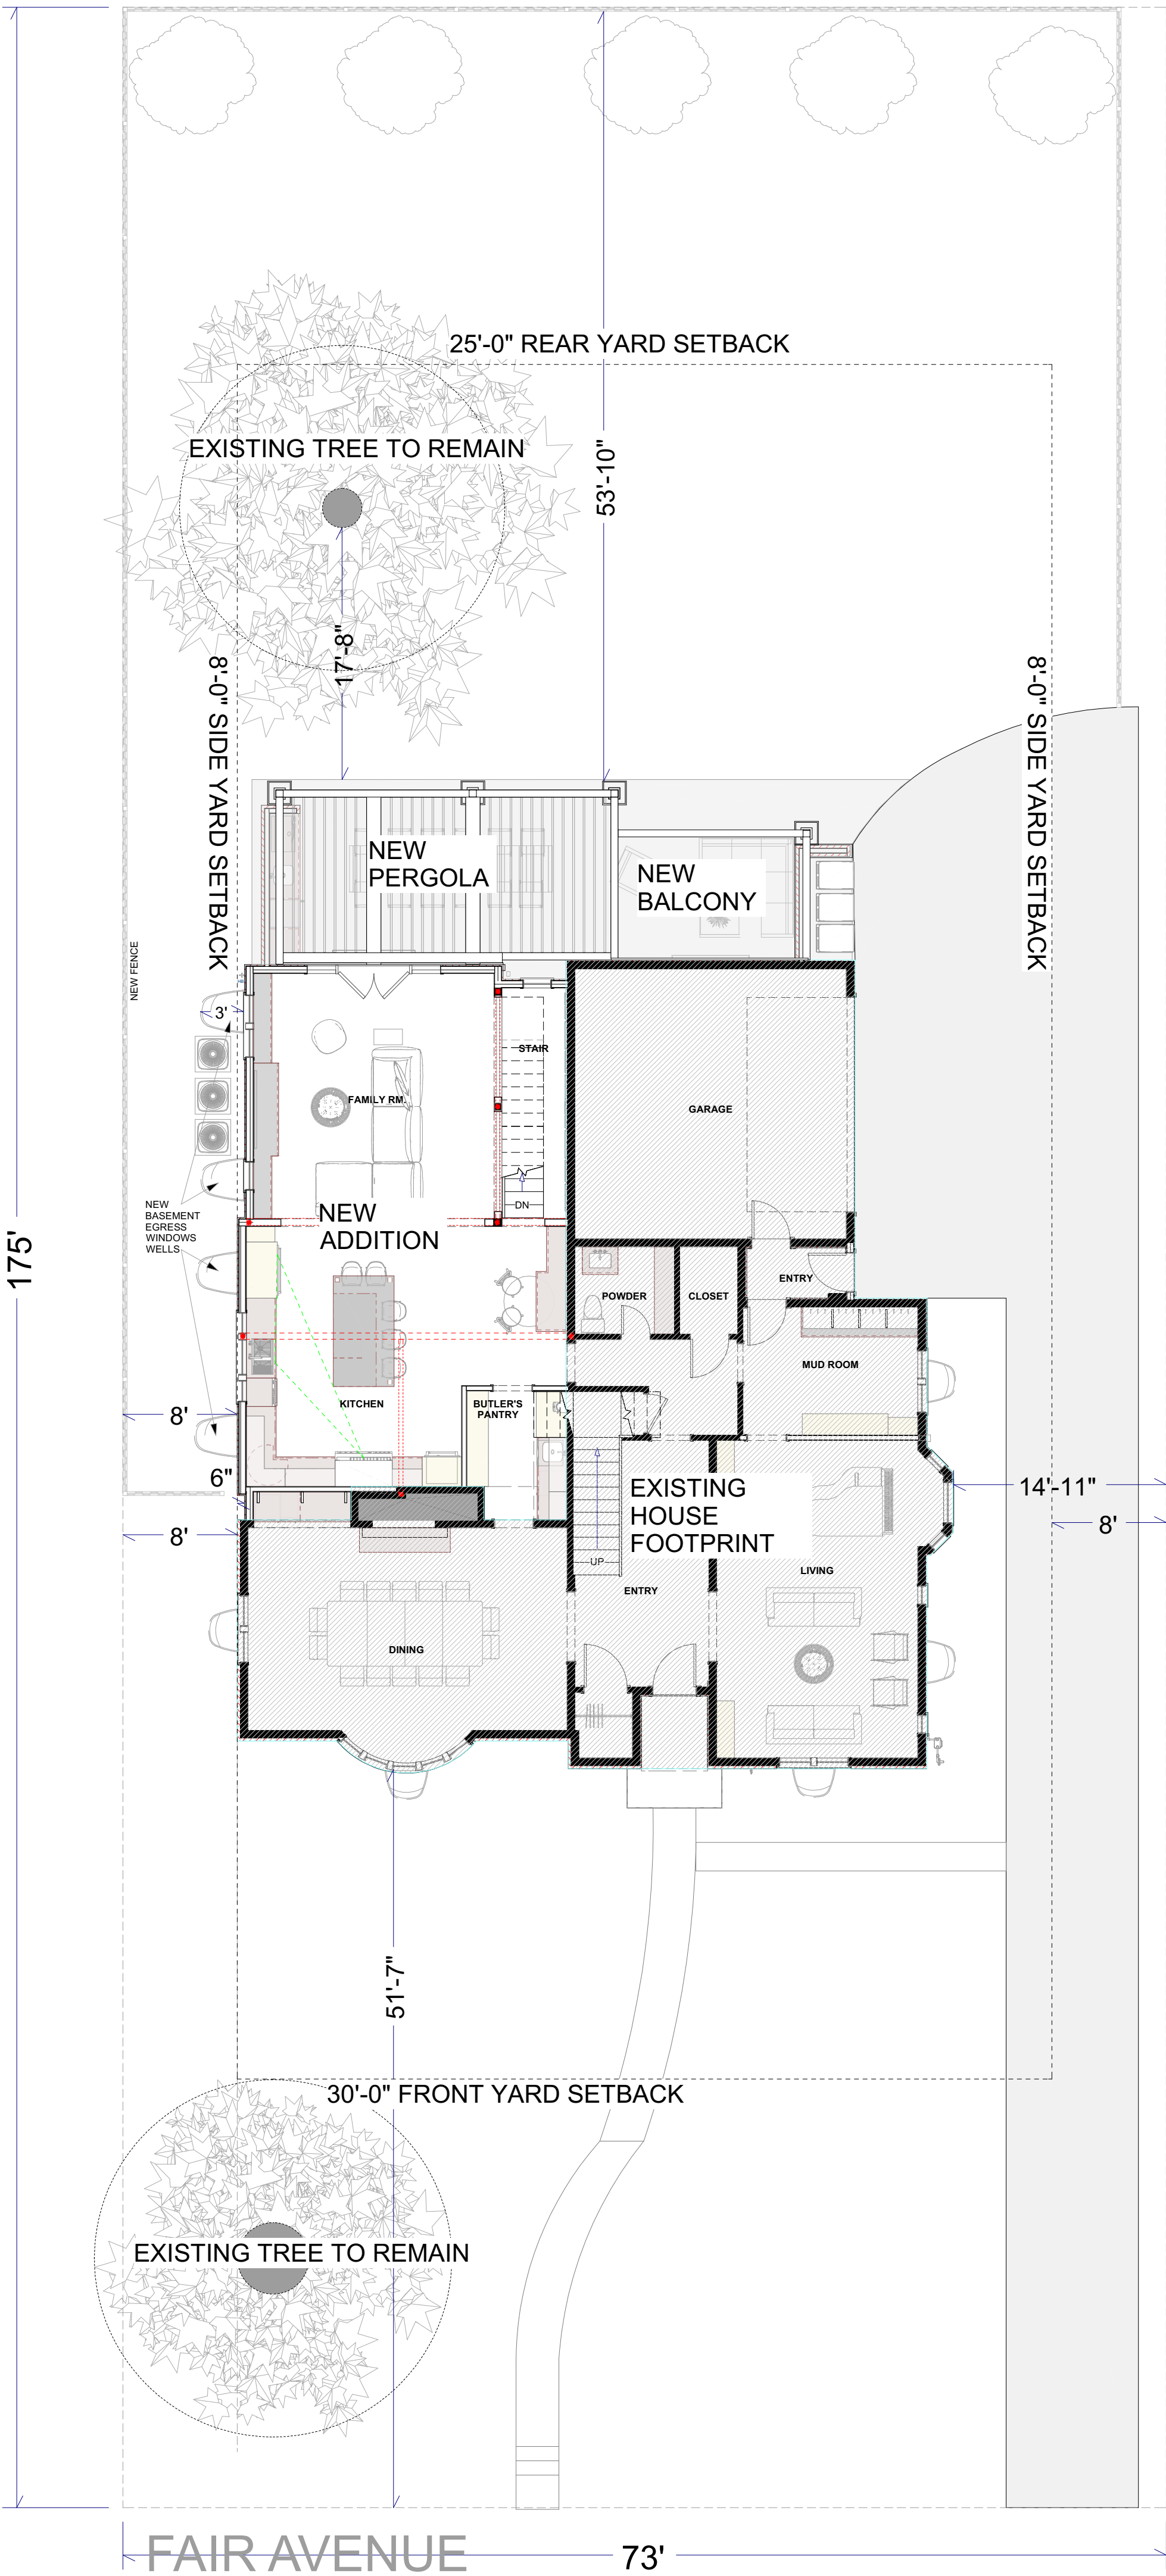 25'-0" REAR YARD SETBACK
EXISTING TREE TO REMAIN
53'-10"
17'-8"
8'-0" SIDE YARD SETBACK
8'-0" SIDE YARD SETBACK
NEW
PERGOLA
NEW
BALCONY
NEW FENCE
3'
STAIR
FAMILY RM.
GARAGE
DN
NEW
BASEMENT
EGRESS
WINDOWS
WELLS
NEW
ADDITION
175'
ENTRY
POWDER
CLOSET
MUD ROOM
KITCHEN
BUTLER'S
PANTRY
8'
6"
8'
EXISTING
HOUSE
FOOTPRINT
14'-11"
8'
UP
LIVING
ENTRY
DINING
51'-7"
30'-0" FRONT YARD SETBACK
EXISTING TREE TO REMAIN
FAIR AVENUE
73'